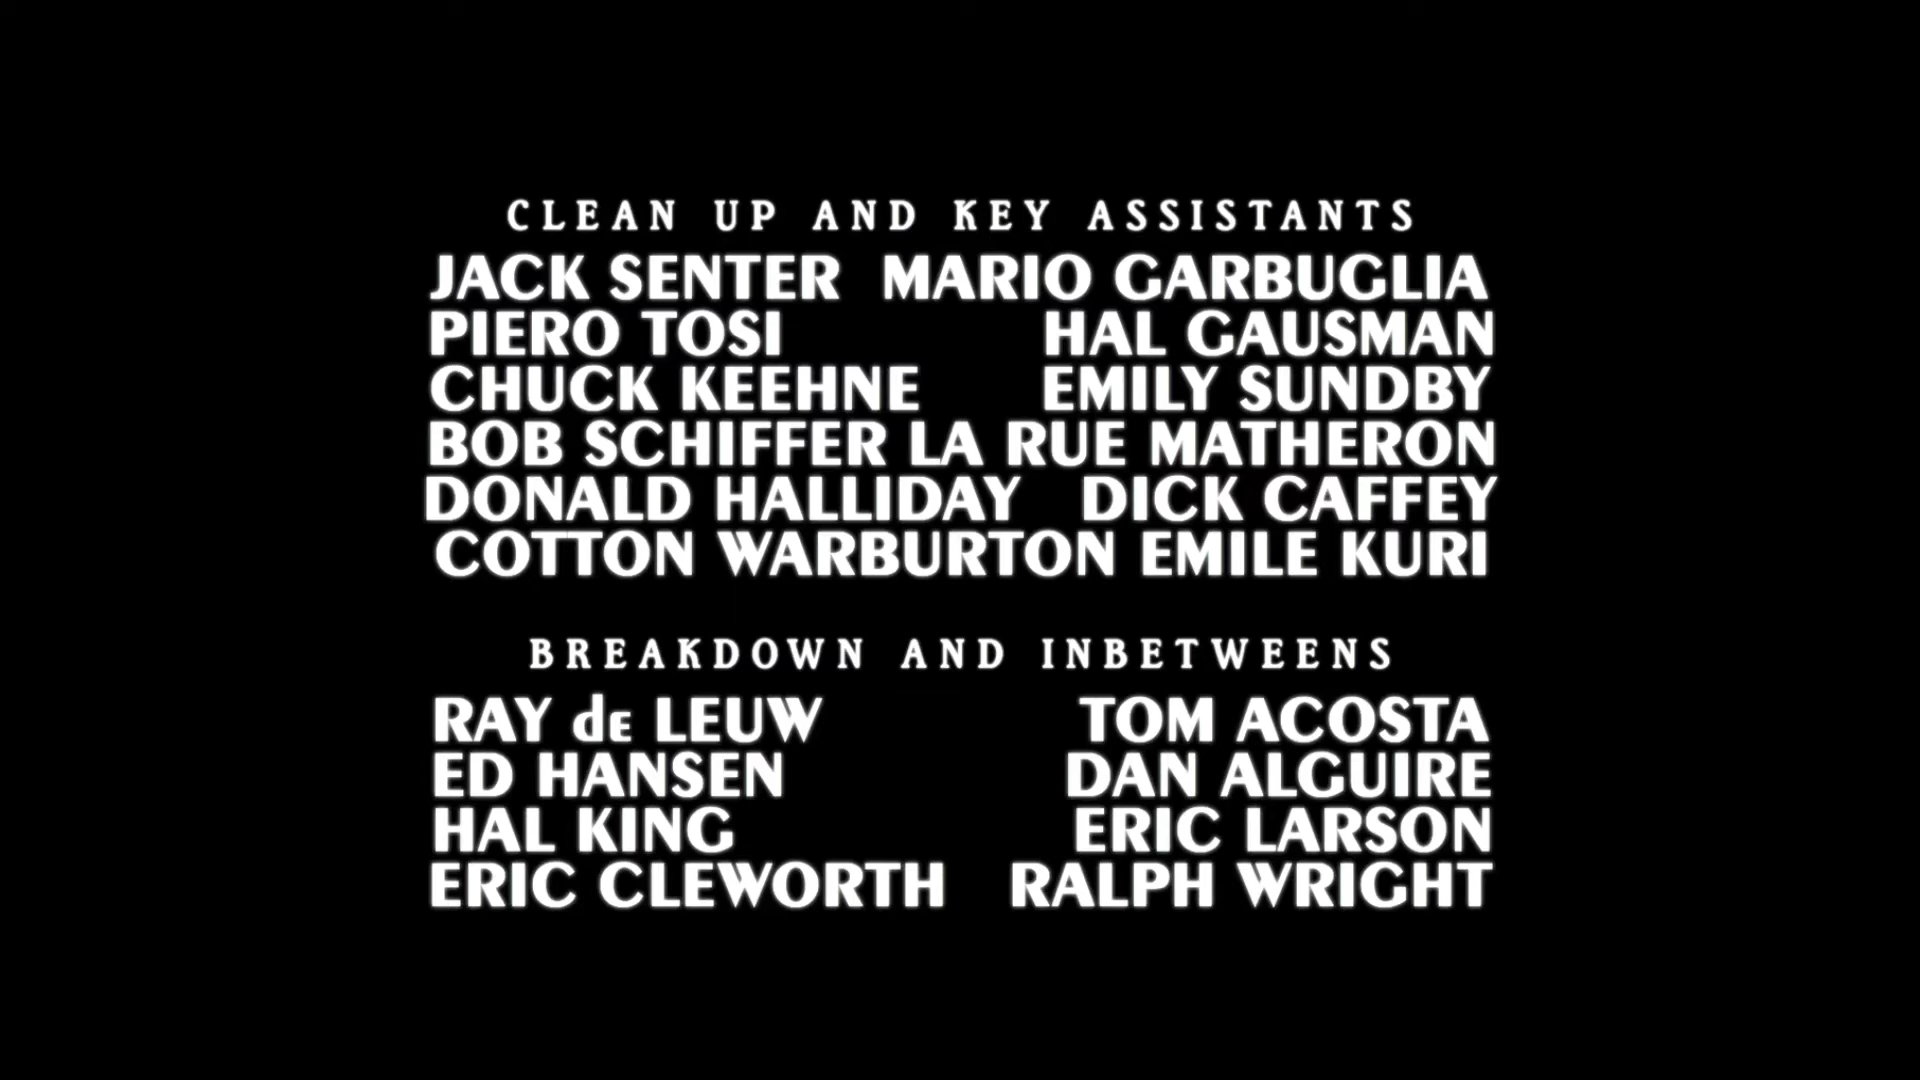 CLEAN UP AND KEY ASSISTANTS
JACK SENTER MARIO GARBUGLIA
PIERO TOSI HAL GAUSMAN
CHUCK KEEHNE EMILY SUNDBY
BOB SCHIFFER LA RUE MATHERON
DONALD HALLIDAY DICK CAFFEY
COTTON WARBURTON EMILE KURI
BREAKDOWN AND INBETWEENS
RAY de LEUW TOM ACOSTA
ED HANSEN DAN ALGUIRE
HAL KING ERIC LARSON
ERIC CLEWORTH RALPH WRIGHT